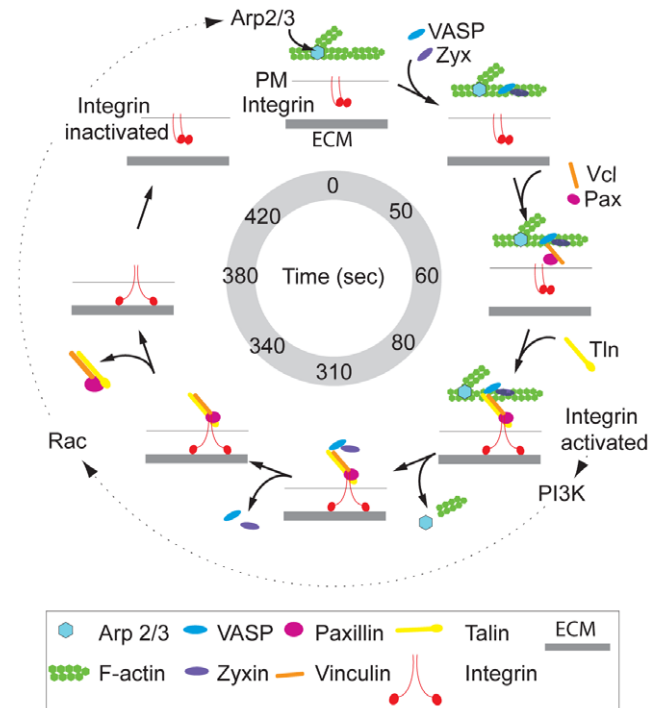 Arp2/3
VASP
Zyx
PM
Integrin
ECM
Integrin
inactivated
Vcl
Pax
0
50
60
80
310
340
380
420
Time (sec)
Tln
Integrin
activated
PI3K
Rac
Arp 2/3
VASP
Paxillin
Talin
ECM
F-actin
Zyxin
Vinculin
Integrin